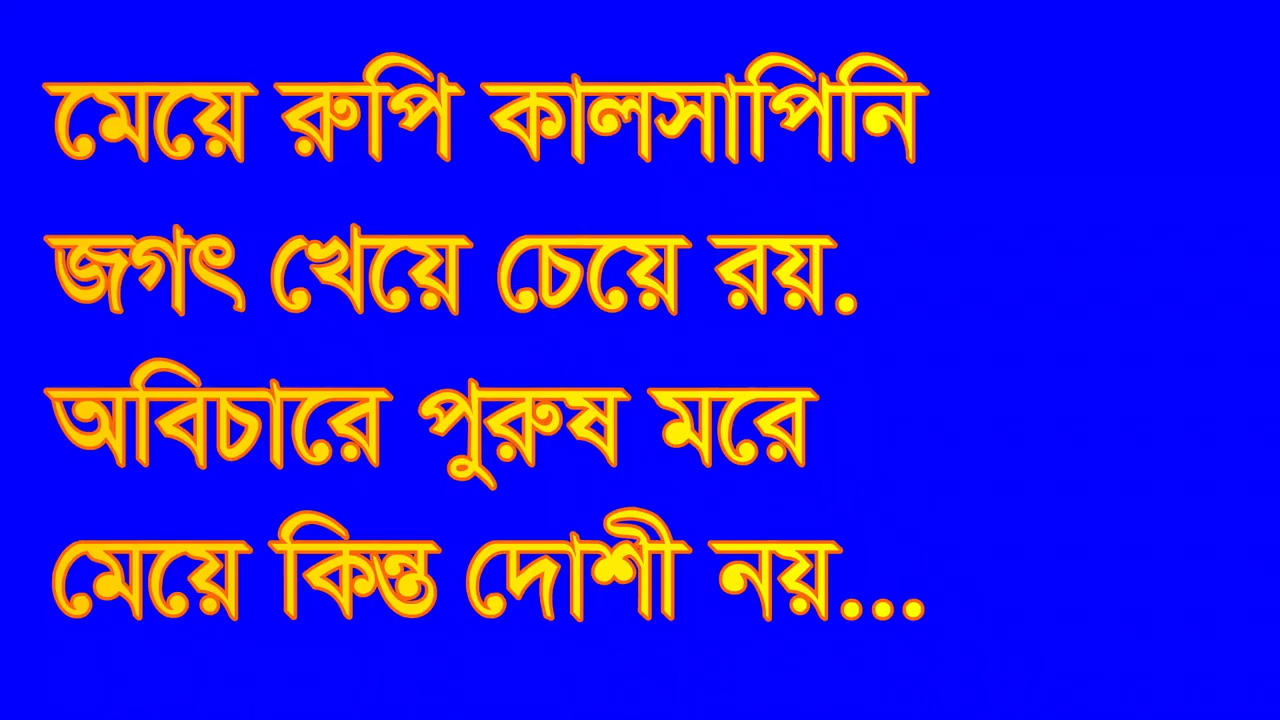 মেয়ে রুপি কালসাপিনি
জগৎ খেয়ে চেয়ে রয়.
অবিচারে পুরুষ মরে
মেয়ে কিন্তু দোশী নয়...